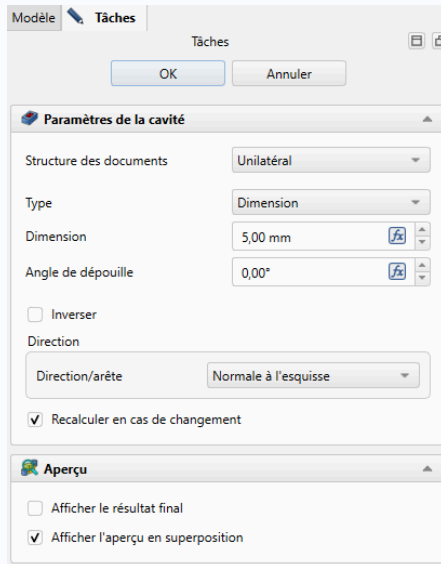 Modèle
Tâches
Tâches
OK
Annuler
Paramètres de la cavité
Structure des documents
Unilatéral
Type
Dimension
Dimension
5,00 mm
fx
Angle de dépouille
0,00°
fx
Inverser
Direction
Direction/arête
Normale à l'esquisse
Recalculer en cas de changement
Aperçu
Afficher le résultat final
Afficher l'aperçu en superposition